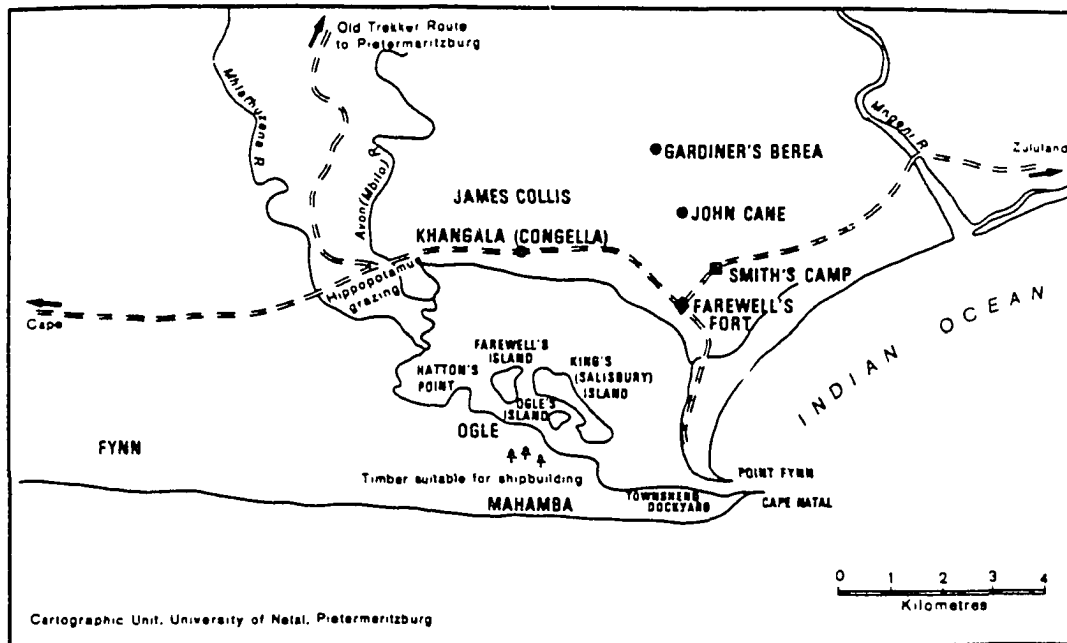 Old Trekker Route
to Pietermaritzburg
Mhlatuzana R
Avon(Mbilo) R
Mngeni R
Zululand
GARDINER'S BEREA
JAMES COLLIS
JOHN CANE
KHANGALA (CONGELLA)
SMITH'S CAMP
Hippopotamus
grazing
FAREWELL'S
FORT
Cape
INDIAN OCEAN
FAREWELL'S
ISLAND
KING'S
(SALISBURY)
ISLAND
HATTON'S
POINT
OGLE'S
ISLAND
OGLE
FYNN
Timber suitable for shipbuilding
POINT FYNN
MAHAMBA
TOWNSHEND
DOCKYARD
CAPE NATAL
0 1 2 3 4
Kilometres
Cartographic Unit, University of Natal, Pietermaritzburg